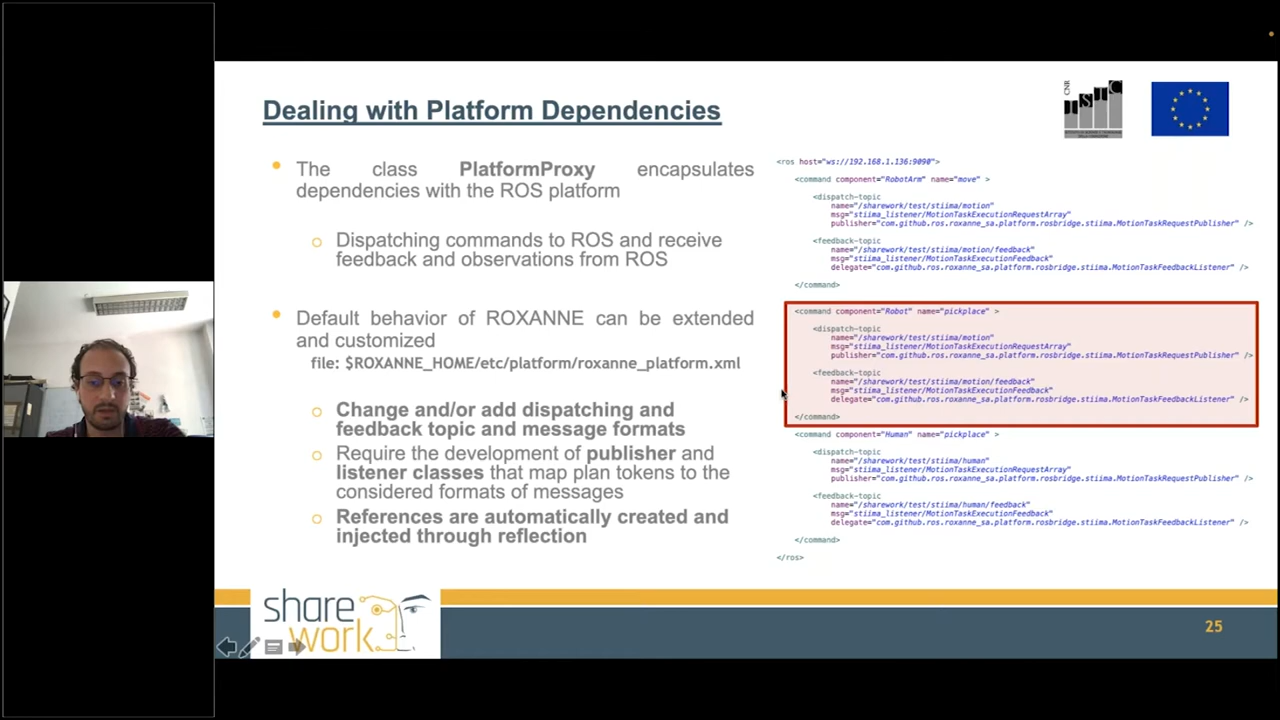 Dealing with Platform Dependencies
CNR
• The class PlatformProxy encapsulates
dependencies with the ROS platform
o Dispatching commands to ROS and receive
feedback and observations from ROS
• Default behavior of ROXANNE can be extended
and customized
file: $ROXANNE_HOME/etc/platform/roxanne_platform.xml
o Change and/or add dispatching and
feedback topic and message formats
o Require the development of publisher and
listener classes that map plan tokens to the
considered formats of messages
o References are automatically created and
injected through reflection
<ros host="ws://192.168.1.136:9090">
<command component="RobotArm" name="move" >
<dispatch-topic
name="/sharework/test/stiima/motion"
msg="stiima_listener/MotionTaskExecutionRequestArray"
publisher="com.github.ros.roxanne_sa.platform.rosbridge.stiima.MotionTaskRequestPublisher" />
<feedback-topic
name="/sharework/test/stiima/motion/feedback"
msg="stiima_listener/MotionTaskExecutionFeedback"
delegate="com.github.ros.roxanne_sa.platform.rosbridge.stiima.MotionTaskFeedbackListener" />
</command>
<command component="Robot" name="pickplace" >
<dispatch-topic
name="/sharework/test/stiima/motion"
msg="stiima_listener/MotionTaskExecutionRequestArray"
publisher="com.github.ros.roxanne_sa.platform.rosbridge.stiima.MotionTaskRequestPublisher" />
<feedback-topic
name="/sharework/test/stiima/motion/feedback"
msg="stiima_listener/MotionTaskExecutionFeedback"
delegate="com.github.ros.roxanne_sa.platform.rosbridge.stiima.MotionTaskFeedbackListener" />
</command>
<command component="Human" name="pickplace" >
<dispatch-topic
name="/sharework/test/stiima/human"
msg="stiima_listener/MotionTaskExecutionRequestArray"
publisher="com.github.ros.roxanne_sa.platform.rosbridge.stiima.MotionTaskRequestPublisher" />
<feedback-topic
name="/sharework/test/stiima/human/feedback"
msg="stiima_listener/MotionTaskExecutionFeedback"
delegate="com.github.ros.roxanne_sa.platform.rosbridge.stiima.MotionTaskFeedbackListener" />
</command>
</ros>
share
work
25